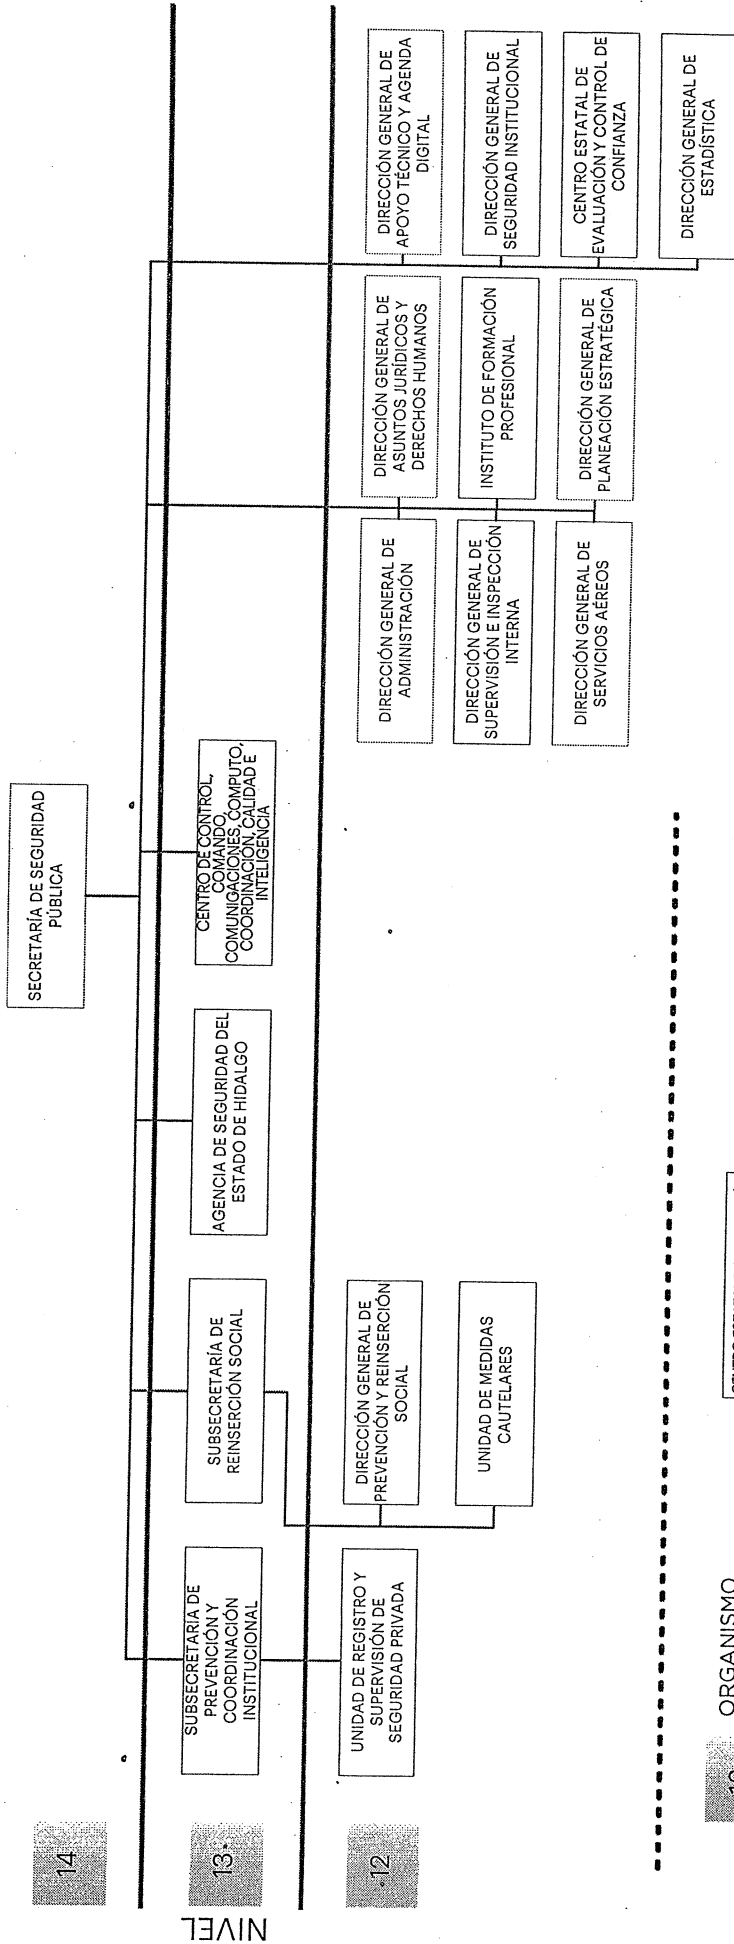 NIVEL
14
SECRETARÍA DE SEGURIDAD
PÚBLICA
13
SUBSECRETARÍA DE
PREVENCIÓN Y
COORDINACIÓN
INSTITUCIONAL
SUBSECRETARÍA DE
REINSERCIÓN SOCIAL
AGENCIA DE SEGURIDAD DEL
ESTADO DE HIDALGO
CENTRO DE CONTROL,
COMANDO,
COMUNICACIONES, COMPUTO,
COORDINACIÓN, CALIDAD E
INTELIGENCIA
12
UNIDAD DE REGISTRO Y
SUPERVISIÓN DE
SEGURIDAD PRIVADA
DIRECCIÓN GENERAL DE
PREVENCIÓN Y REINSERCIÓN
SOCIAL
UNIDAD DE MEDIDAS
CAUTELARES
DIRECCIÓN GENERAL DE
ADMINISTRACIÓN
DIRECCIÓN GENERAL DE
ASUNTOS JURÍDICOS Y
DERECHOS HUMANOS
DIRECCIÓN GENERAL DE
APOYO TÉCNICO Y AGENDA
DIGITAL
DIRECCIÓN GENERAL DE
SUPERVISIÓN E INSPECCIÓN
INTERNA
INSTITUTO DE FORMACIÓN
PROFESIONAL
DIRECCIÓN GENERAL DE
SEGURIDAD INSTITUCIONAL
DIRECCIÓN GENERAL DE
SERVICIOS AÉREOS
DIRECCIÓN GENERAL DE
PLANEACIÓN ESTRATÉGICA
CENTRO ESTATAL DE
EVALUACIÓN Y CONTROL DE
CONFIANZA
DIRECCIÓN GENERAL DE
ESTADÍSTICA
ORGANISMO